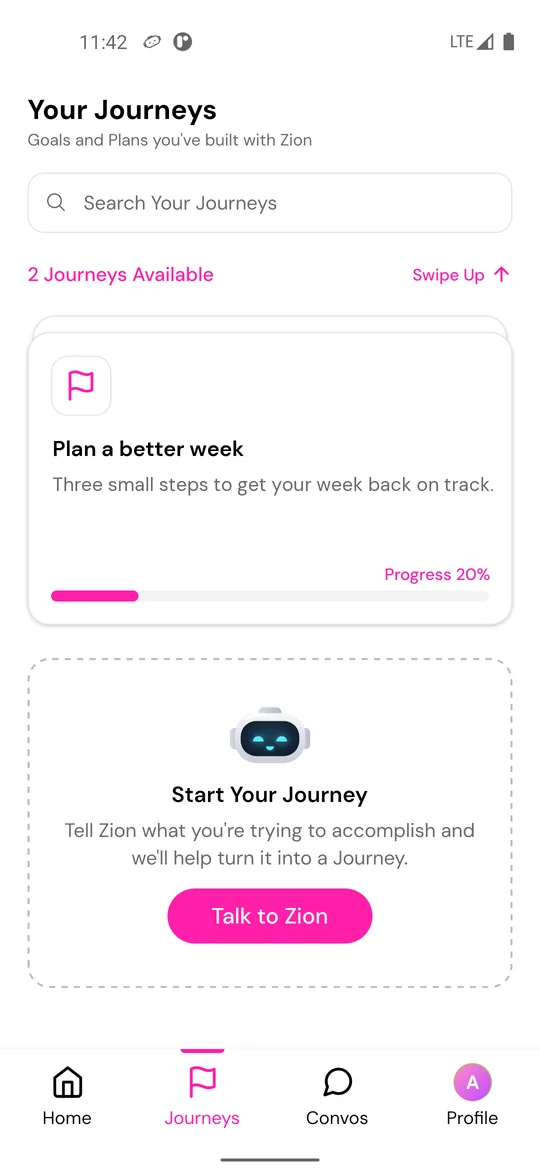 11:42
LTE
Your Journeys
Goals and Plans you've built with Zion
Search Your Journeys
2 Journeys Available
Swipe Up
Plan a better week
Three small steps to get your week back on track.
Progress 20%
Start Your Journey
Tell Zion what you're trying to accomplish and
we'll help turn it into a Journey.
Talk to Zion
Home
Journeys
Convos
A
Profile